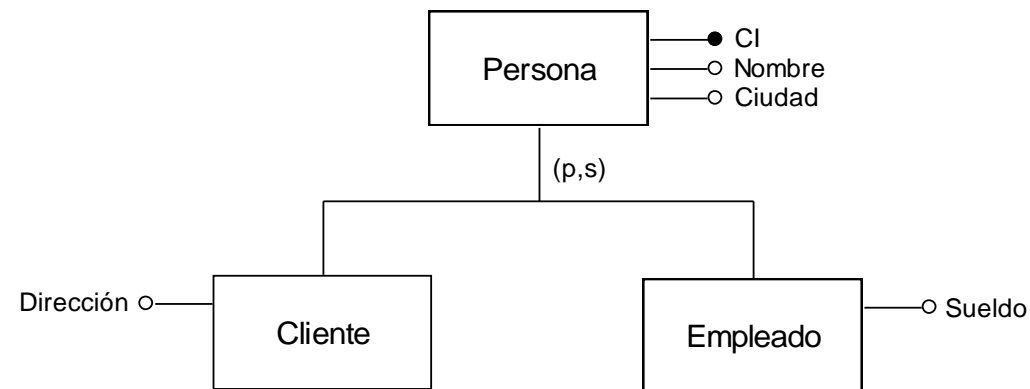 Persona
CI
Nombre
Ciudad
(p,s)
Dirección
Cliente
Empleado
Sueldo